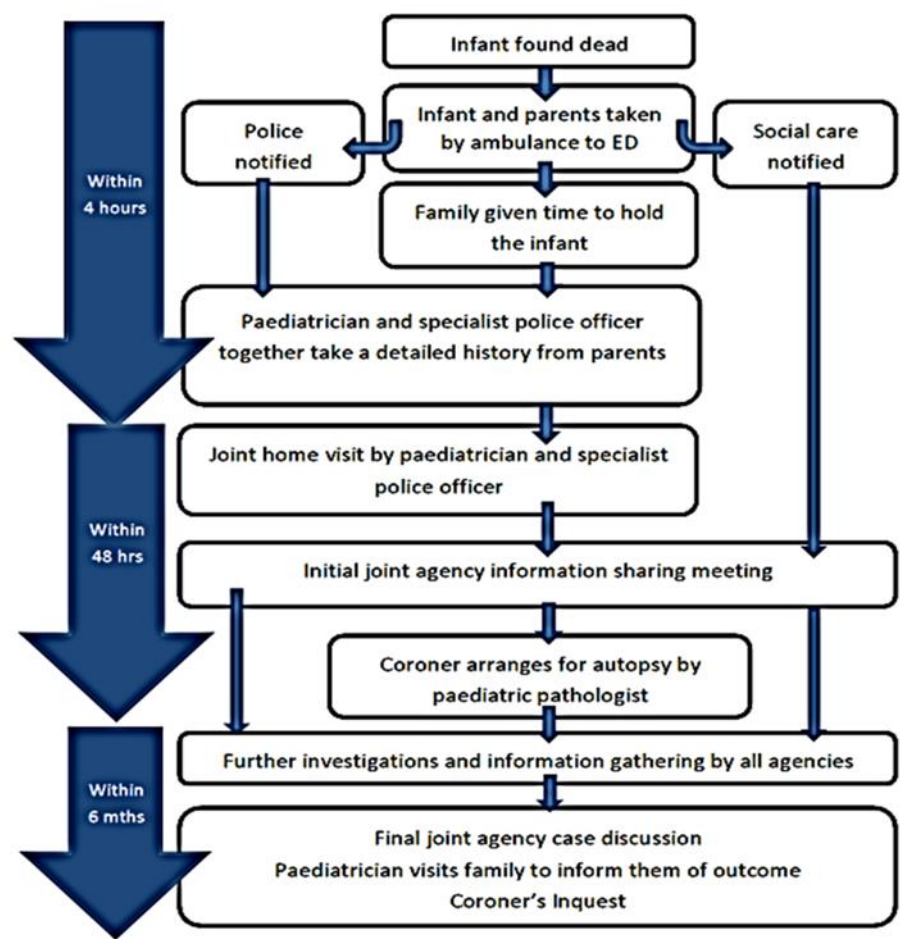 Infant found dead
Infant and parents taken
by ambulance to ED
Police
notified
Social care
notified
Within
4 hours
Family given time to hold
the infant
Paediatrician and specialist police officer
together take a detailed history from parents
Joint home visit by paediatrician and specialist
police officer
Within
48 hrs
Initial joint agency information sharing meeting
Coroner arranges for autopsy by
paediatric pathologist
Further investigations and information gathering by all agencies
Within
6 mths
Final joint agency case discussion
Paediatrician visits family to inform them of outcome
Coroner's Inquest